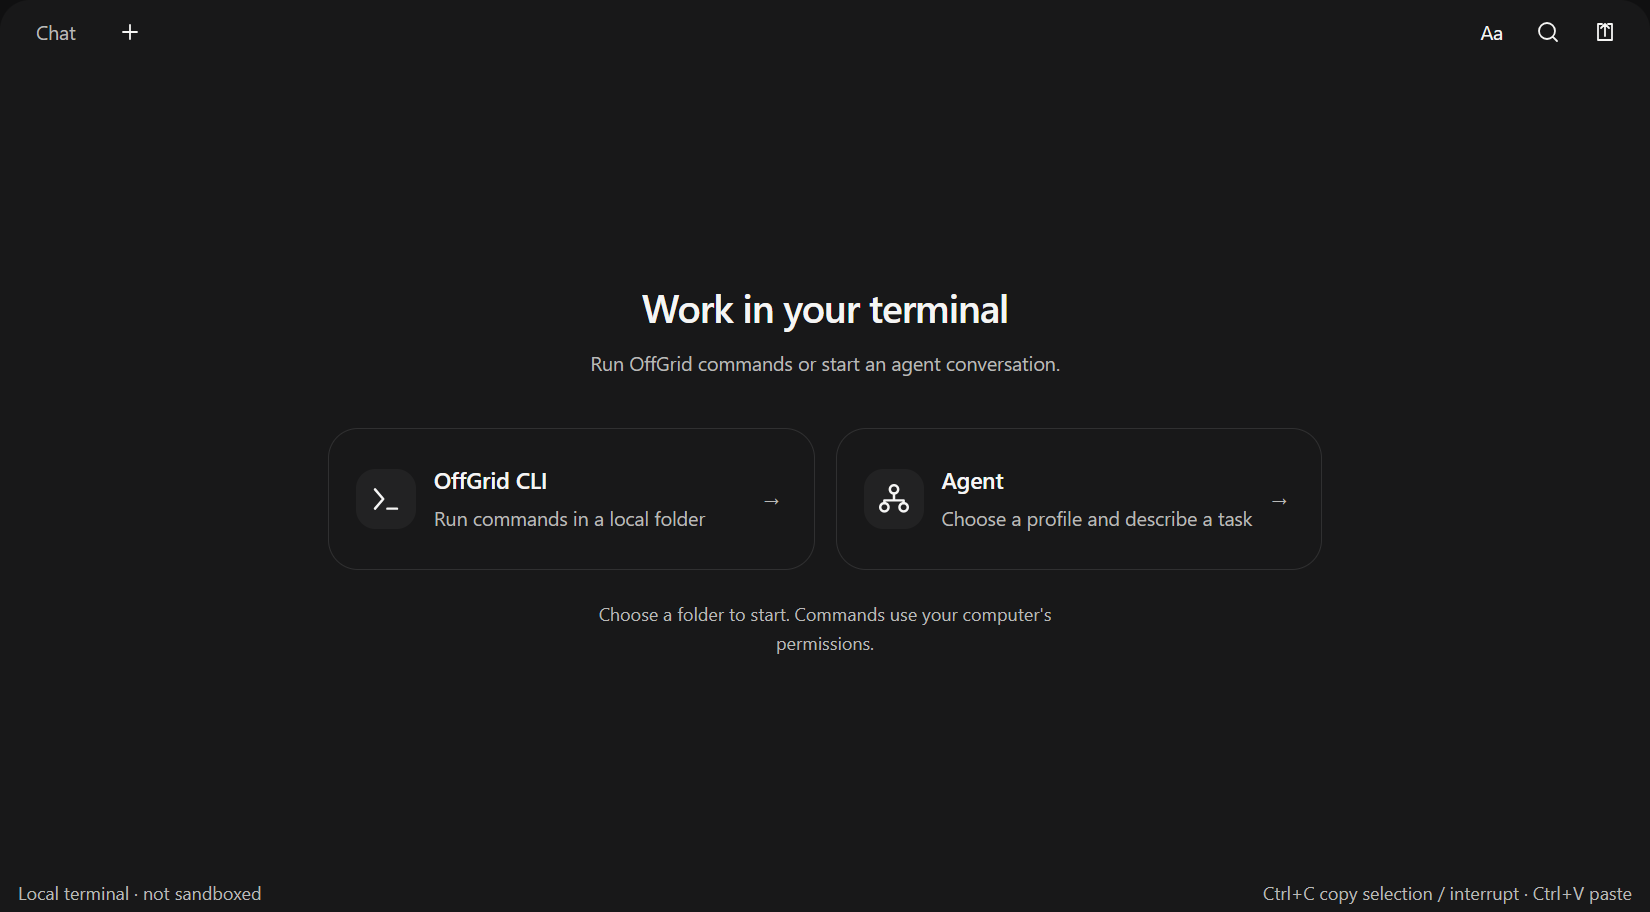 Chat
Aa
Work in your terminal
Run OffGrid commands or start an agent conversation.
OffGrid CLI
Run commands in a local folder
→
Agent
Choose a profile and describe a task
→
Choose a folder to start. Commands use your computer's
permissions.
Local terminal · not sandboxed
Ctrl+C copy selection / interrupt · Ctrl+V paste